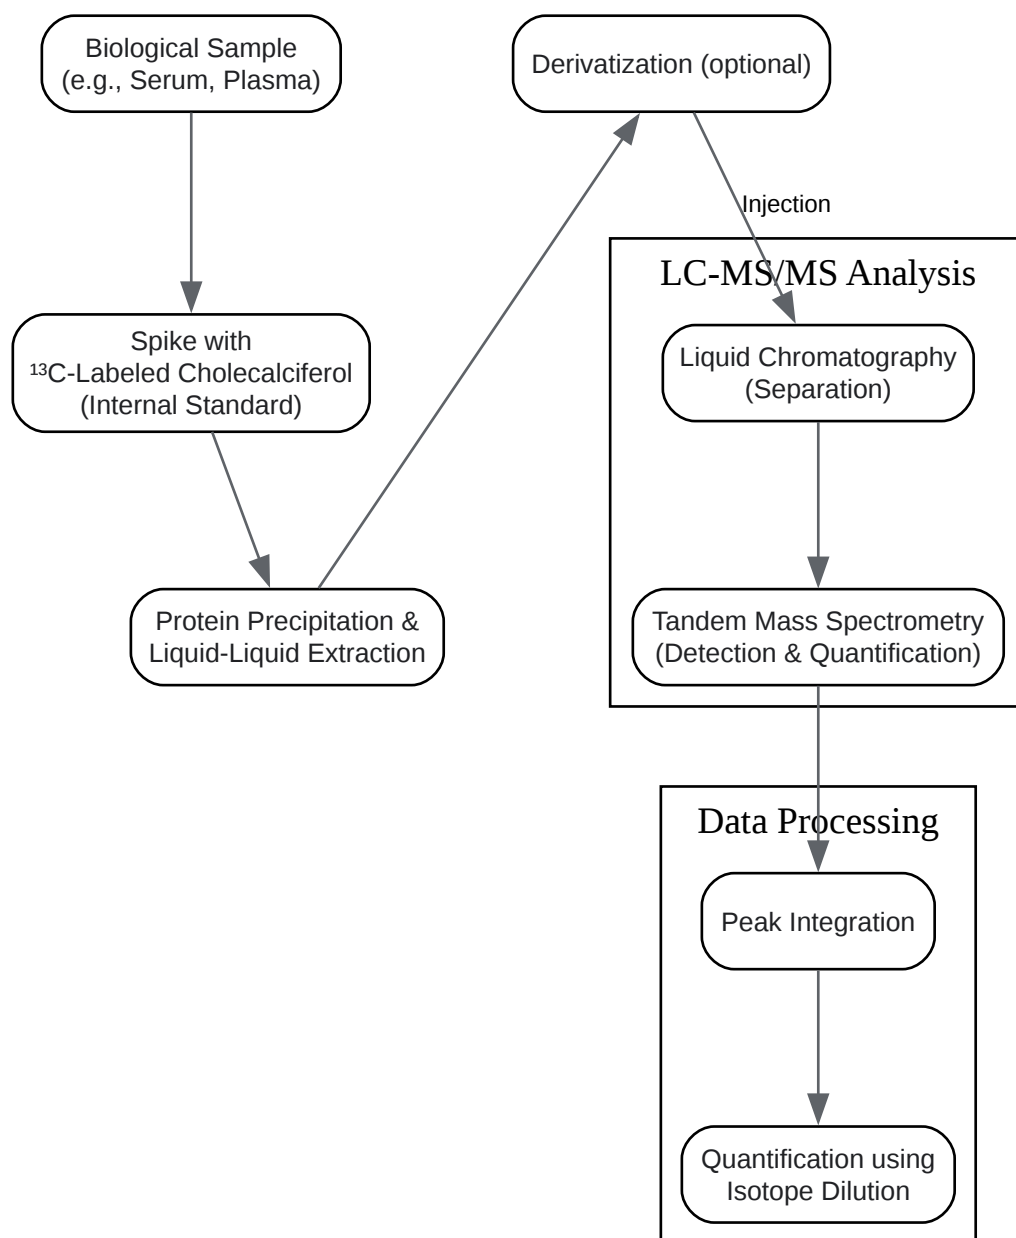 Biological Sample
(e.g., Serum, Plasma)
Spike with
¹³C-Labeled Cholecalciferol
(Internal Standard)
Protein Precipitation &
Liquid-Liquid Extraction
Derivatization (optional)
Injection
LC-MS/MS Analysis
Liquid Chromatography
(Separation)
Tandem Mass Spectrometry
(Detection & Quantification)
Data Processing
Peak Integration
Quantification using
Isotope Dilution